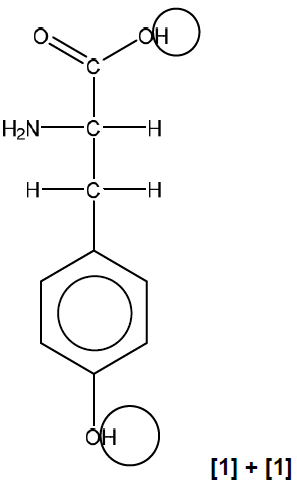 O OH
C
H₂N C H
H C H
OH
[1] + [1]